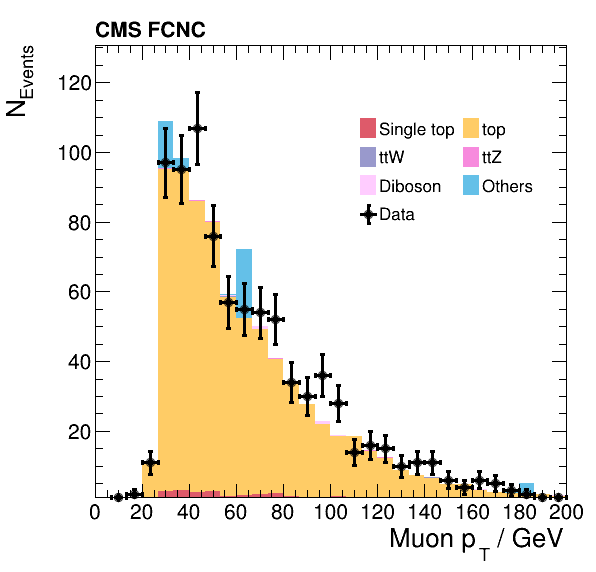 CMS FCNC
N_Events
120
100
80
60
40
20
Single top
top
ttW
ttZ
Diboson
Others
Data
0 20 40 60 80 100 120 140 160 180 200
Muon p_T / GeV